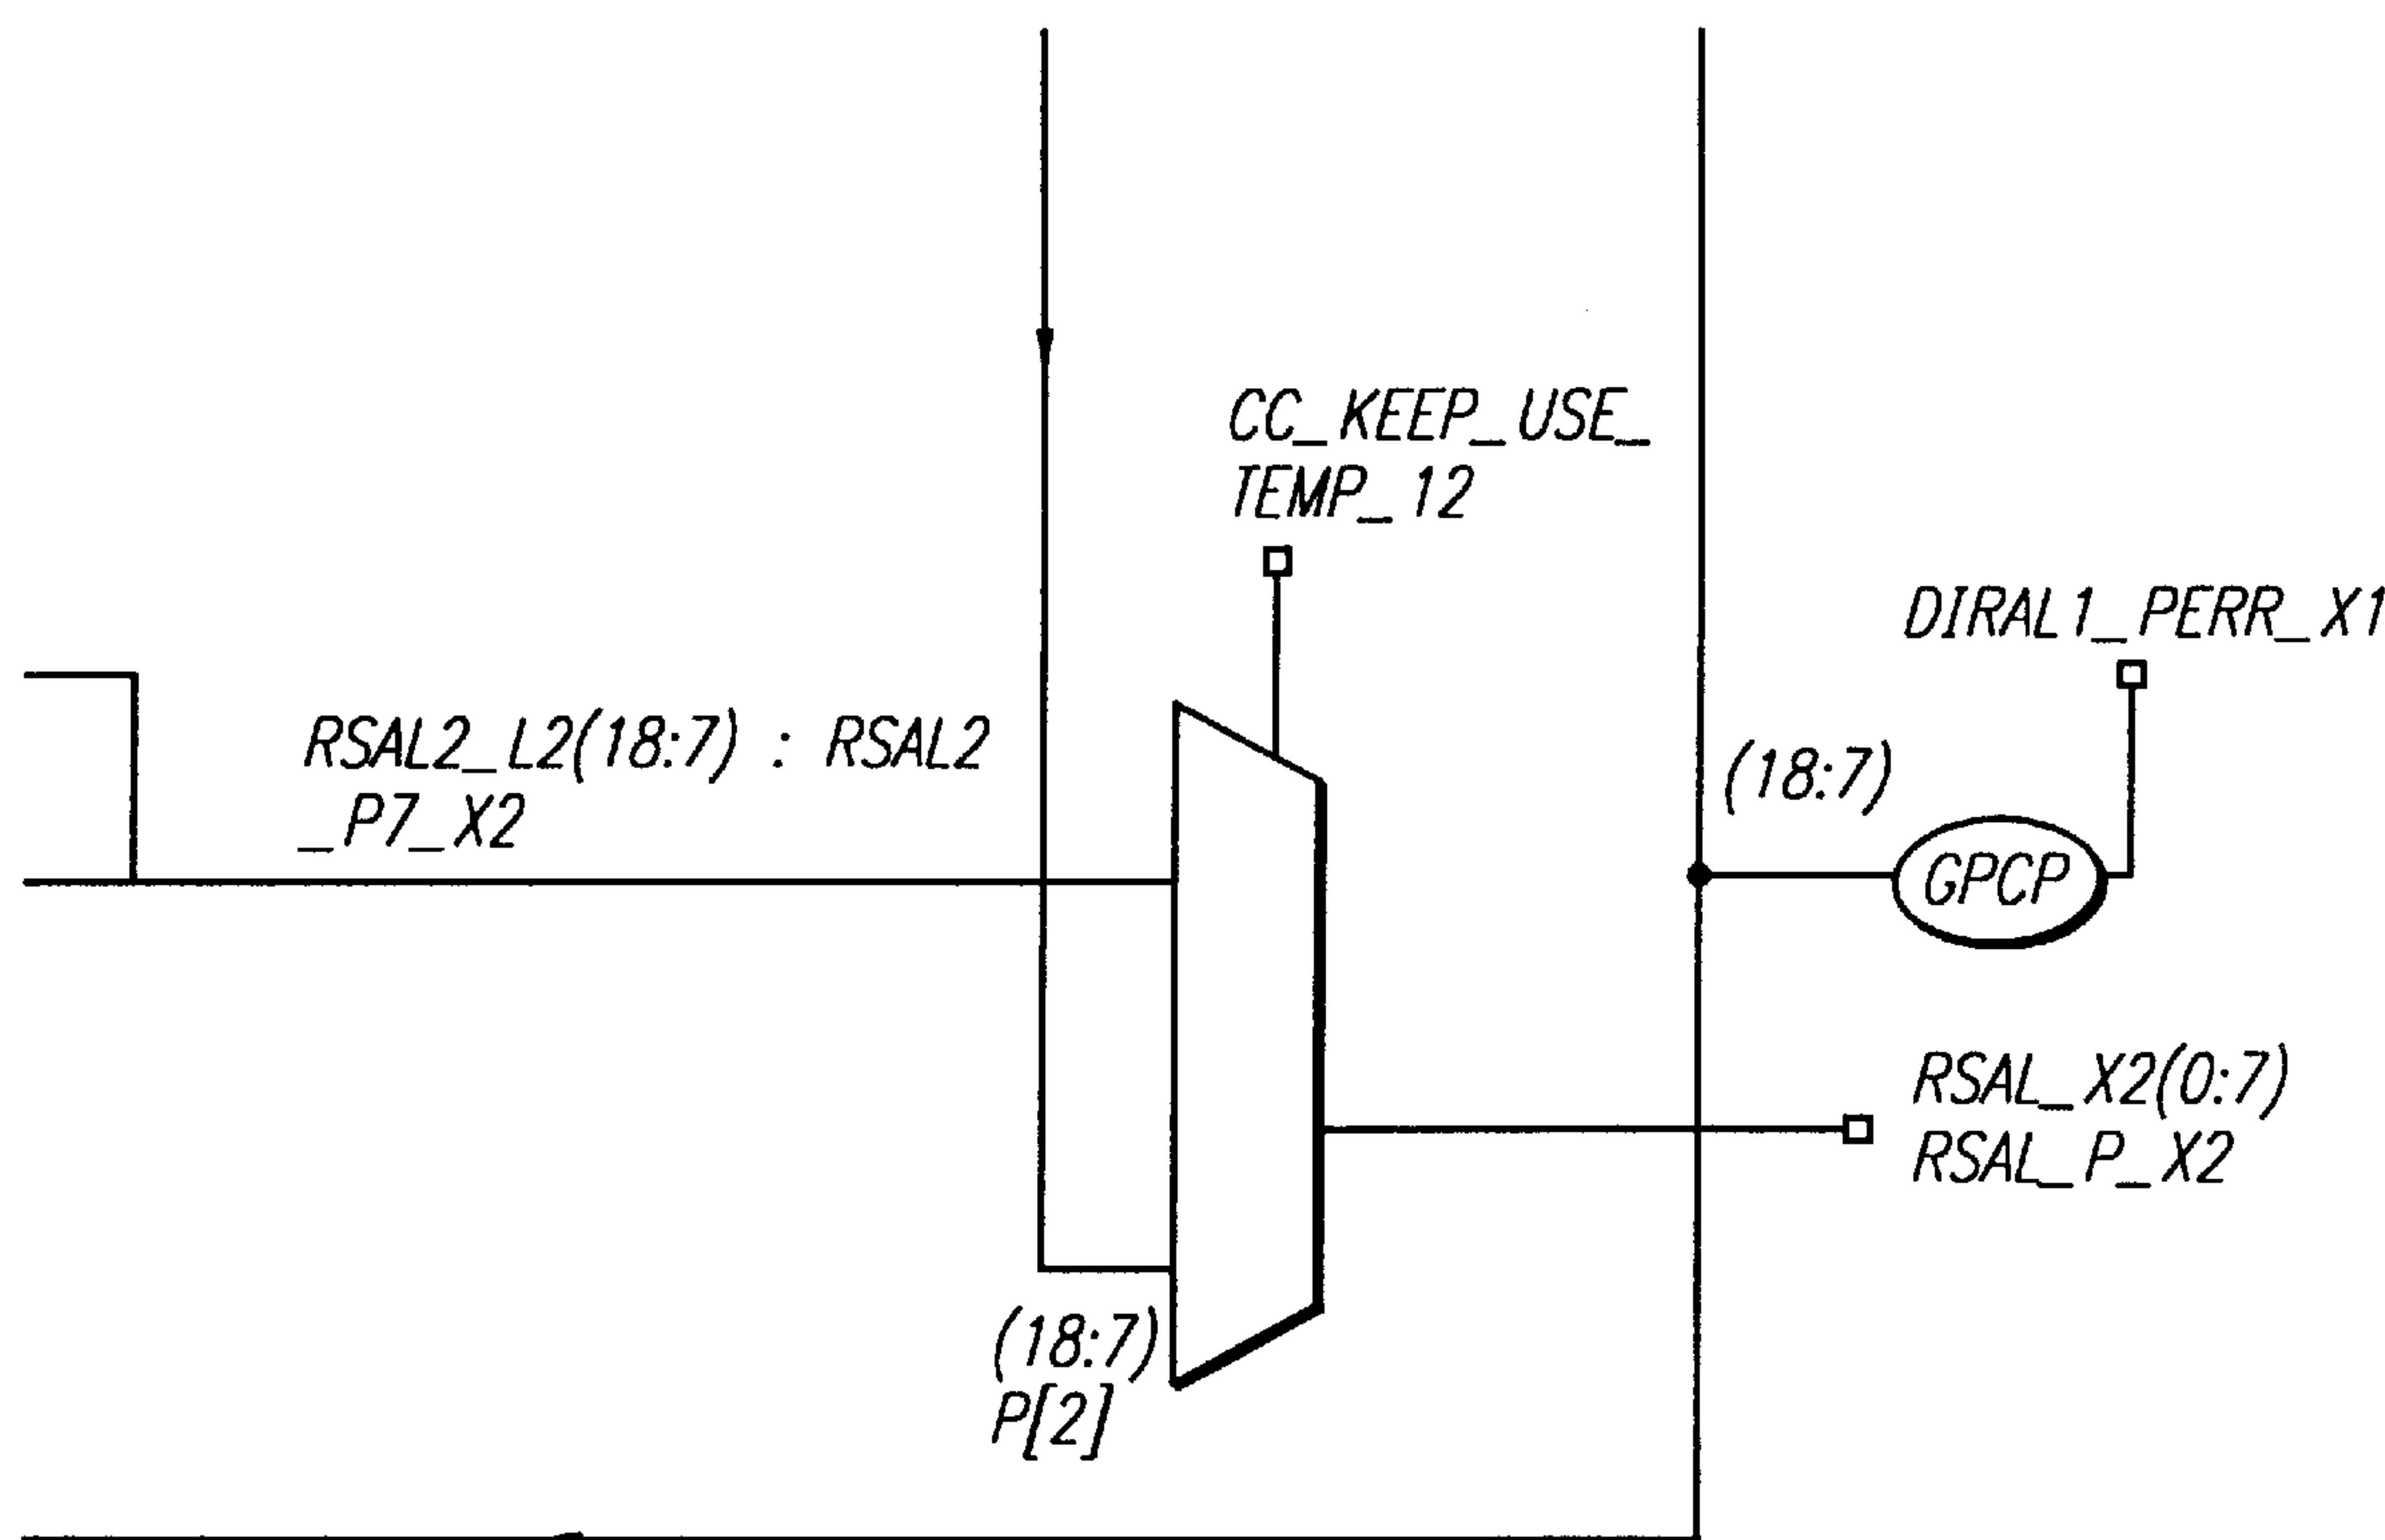 CC_KEEP_USE_
TEMP_12
DIRAL1_PERR_X1
RSAL2_L2(18:7) : RSAL2
_P7_X2
(18:7)
GPCP
RSAL_X2(0:7)
RSAL_P_X2
(18:7)
P[2]